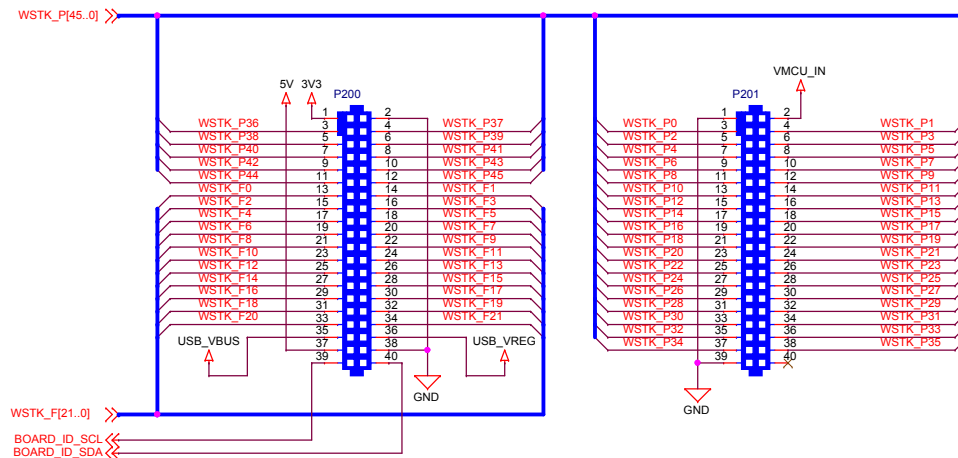 WSTK_P[45..0]
5V 3V3 P200 VMCU_IN P201
1 2 1 2
WSTK_P36 3 4 WSTK_P37 WSTK_P0 3 4 WSTK_P1
WSTK_P38 5 6 WSTK_P39 WSTK_P2 5 6 WSTK_P3
WSTK_P40 7 8 WSTK_P41 WSTK_P4 7 8 WSTK_P5
WSTK_P42 9 10 WSTK_P43 WSTK_P6 9 10 WSTK_P7
WSTK_P44 11 12 WSTK_P45 WSTK_P8 11 12 WSTK_P9
WSTK_F0 13 14 WSTK_F1 WSTK_P10 13 14 WSTK_P11
WSTK_F2 15 16 WSTK_F3 WSTK_P12 15 16 WSTK_P13
WSTK_F4 17 18 WSTK_F5 WSTK_P14 17 18 WSTK_P15
WSTK_F6 19 20 WSTK_F7 WSTK_P16 19 20 WSTK_P17
WSTK_F8 21 22 WSTK_F9 WSTK_P18 21 22 WSTK_P19
WSTK_F10 23 24 WSTK_F11 WSTK_P20 23 24 WSTK_P21
WSTK_F12 25 26 WSTK_F13 WSTK_P22 25 26 WSTK_P23
WSTK_F14 27 28 WSTK_F15 WSTK_P24 27 28 WSTK_P25
WSTK_F16 29 30 WSTK_F17 WSTK_P26 29 30 WSTK_P27
WSTK_F18 31 32 WSTK_F19 WSTK_P28 31 32 WSTK_P29
WSTK_F20 33 34 WSTK_F21 WSTK_P30 33 34 WSTK_P31
USB_VBUS 35 36 USB_VREG WSTK_P32 35 36 WSTK_P33
37 38 WSTK_P34 37 38 WSTK_P35
39 40 39 40
GND GND
WSTK_F[21..0]
BOARD_ID_SCL
BOARD_ID_SDA